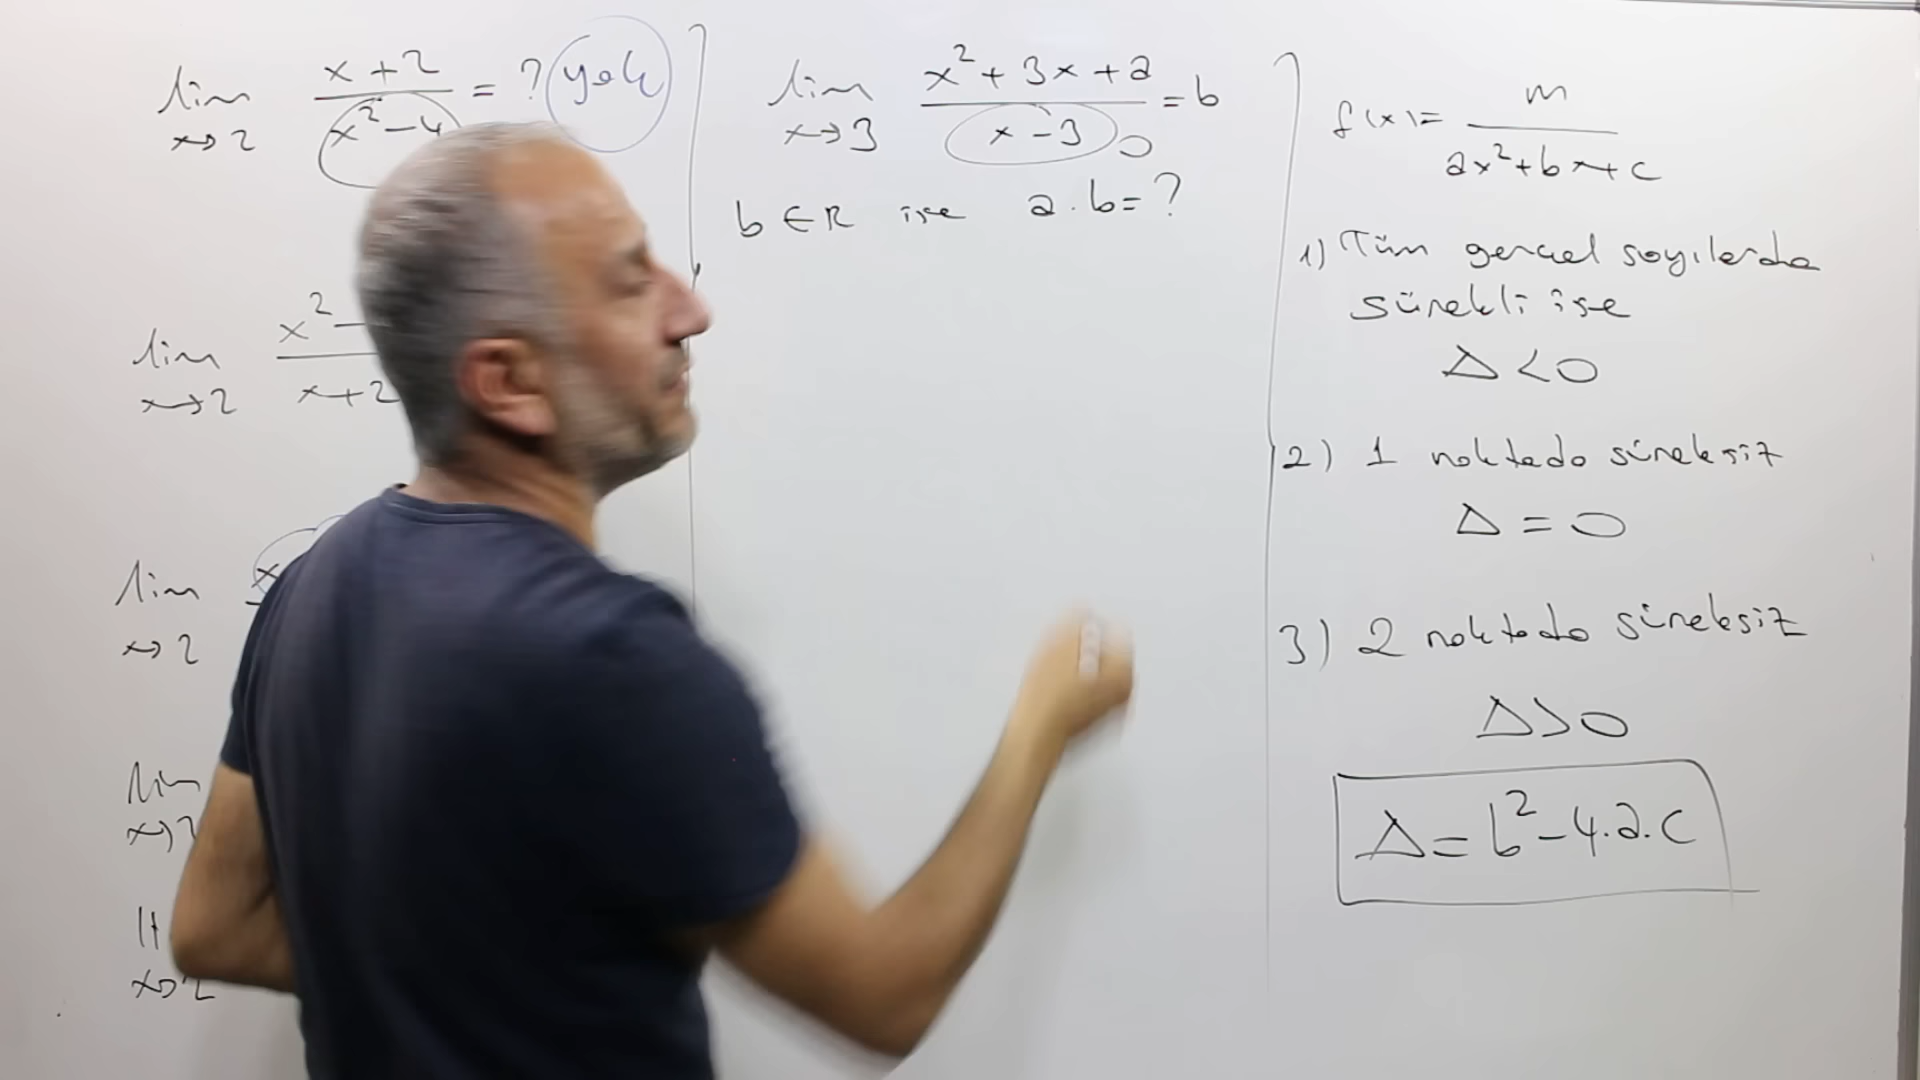 lim x→2 x+2 / x²-4 = ? yok
lim x→2 x²- / x+2
lim x→2 x
lim x→2
x→2
lim x→3 x²+3x+a / x-3 = b
0
b∈R ise a.b=?
f(x)= m / ax²+bx+c
1) Tüm gerçel sayılarda
sürekli ise
Δ<0
2) 1 noktada süreksiz
Δ=0
3) 2 noktada süreksiz
Δ>0
Δ=b²-4.a.c